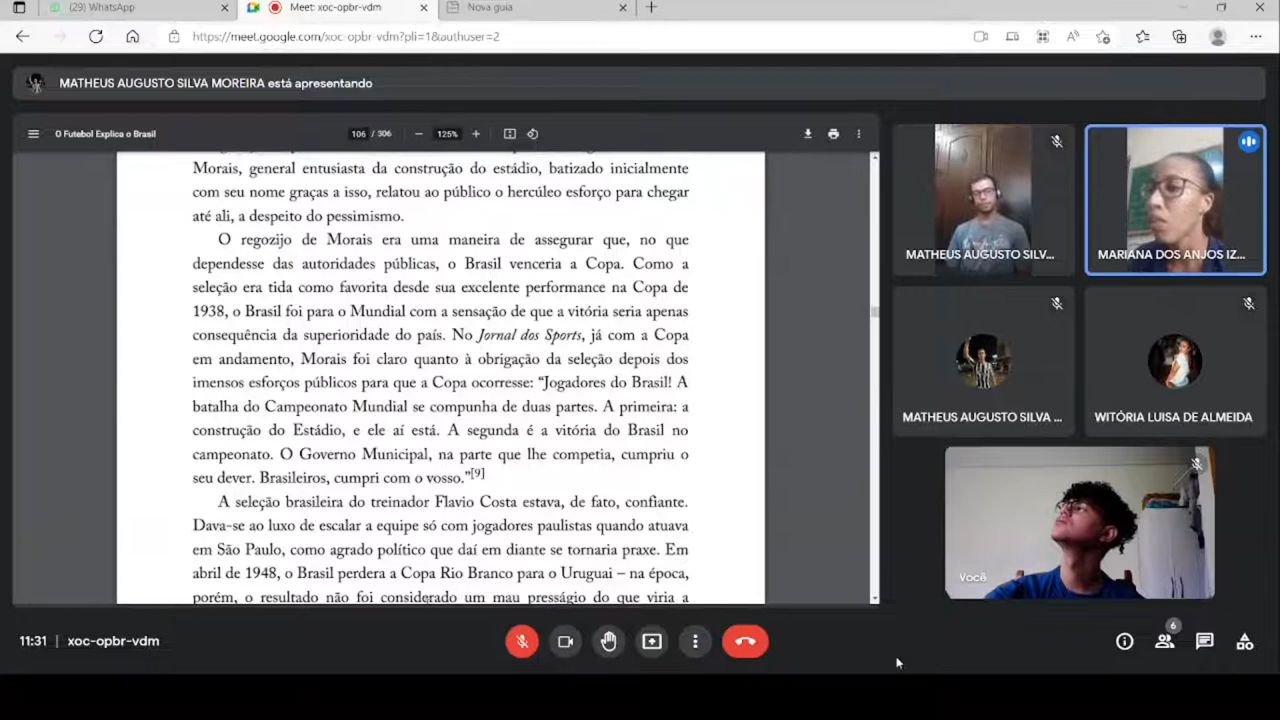 (29) WhatsApp
Meet: xoc-opbr-vdm
Nova guia
https://meet.google.com/xoc-opbr-vdm?pli=1&authuser=2
MATHEUS AUGUSTO SILVA MOREIRA está apresentando
O Futebol Explica o Brasil
106 / 306
125%
Morais, general entusiasta da construção do estádio, batizado inicialmente
com seu nome graças a isso, relatou ao público o hercúleo esforço para chegar
até ali, a despeito do pessimismo.
O regozijo de Morais era uma maneira de assegurar que, no que
dependesse das autoridades públicas, o Brasil venceria a Copa. Como a
seleção era tida como favorita desde sua excelente performance na Copa de
1938, o Brasil foi para o Mundial com a sensação de que a vitória seria apenas
consequência da superioridade do país. No Jornal dos Sports, já com a Copa
em andamento, Morais foi claro quanto à obrigação da seleção depois dos
imensos esforços públicos para que a Copa ocorresse: “Jogadores do Brasil! A
batalha do Campeonato Mundial se compunha de duas partes. A primeira: a
construção do Estádio, e ele aí está. A segunda é a vitória do Brasil no
campeonato. O Governo Municipal, na parte que lhe competia, cumpriu o
seu dever. Brasileiros, cumpri com o vosso.”[9]
A seleção brasileira do treinador Flavio Costa estava, de fato, confiante.
Dava-se ao luxo de escalar a equipe só com jogadores paulistas quando atuava
em São Paulo, como agrado político que daí em diante se tornaria praxe. Em
abril de 1948, o Brasil perdera a Copa Rio Branco para o Uruguai – na época,
porém, o resultado não foi considerado um mau presságio do que viria a
MATHEUS AUGUSTO SILV...
MARIANA DOS ANJOS IZ...
MATHEUS AUGUSTO SILVA ...
WITÓRIA LUISA DE ALMEIDA
Você
11:31 | xoc-opbr-vdm
6